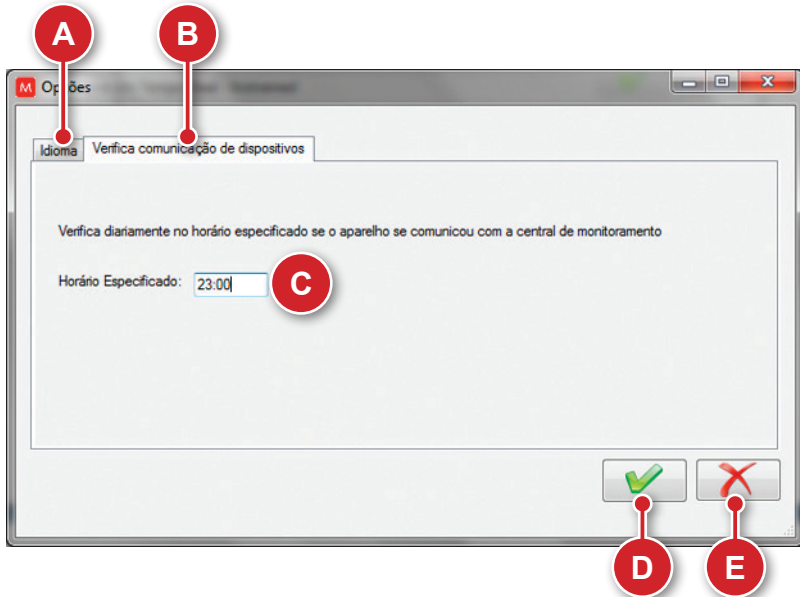 A
B
M Opções
Idioma
Verifica comunicação de dispositivos
Verifica diariamente no horário especificado se o aparelho se comunicou com a central de monitoramento
Horário Especificado: 23:00
C
D
E